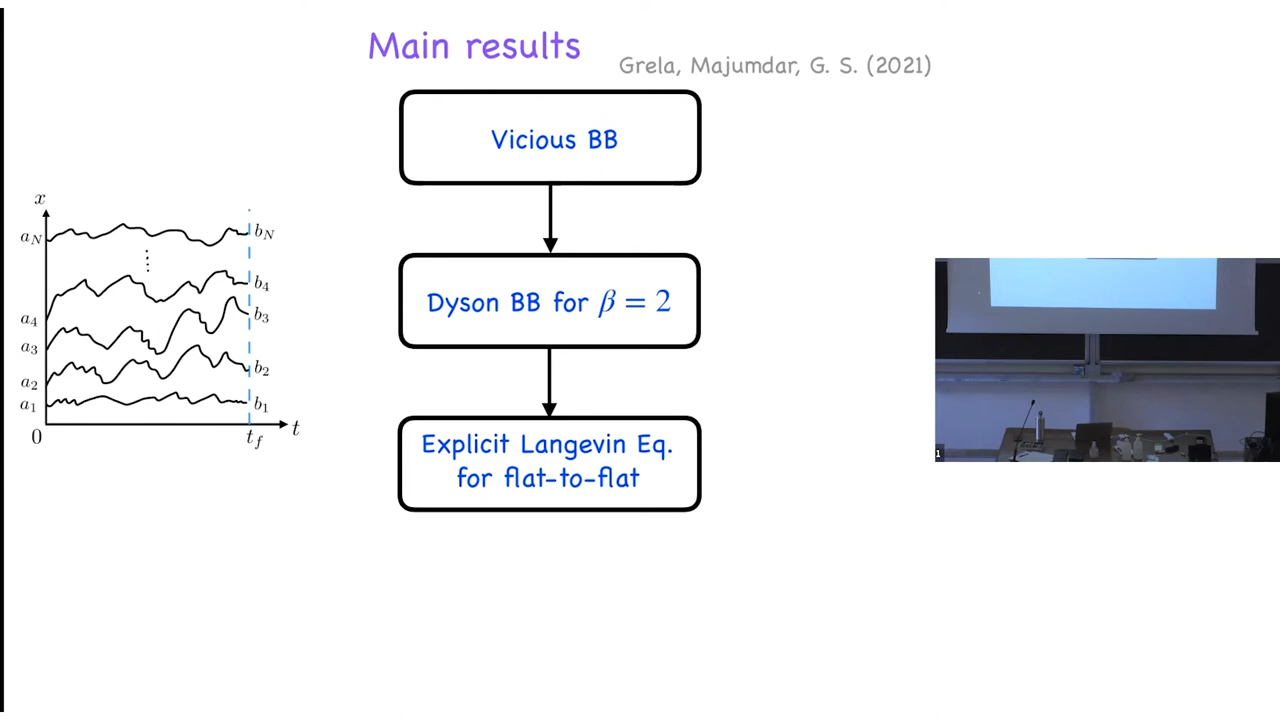 Main results
Grela, Majumdar, G. S. (2021)
Vicious BB
Dyson BB for β = 2
Explicit Langevin Eq.
for flat-to-flat
x
a_N
b_N
b_4
a_4
b_3
a_3
b_2
a_2
a_1
b_1
0
t_f
t
1